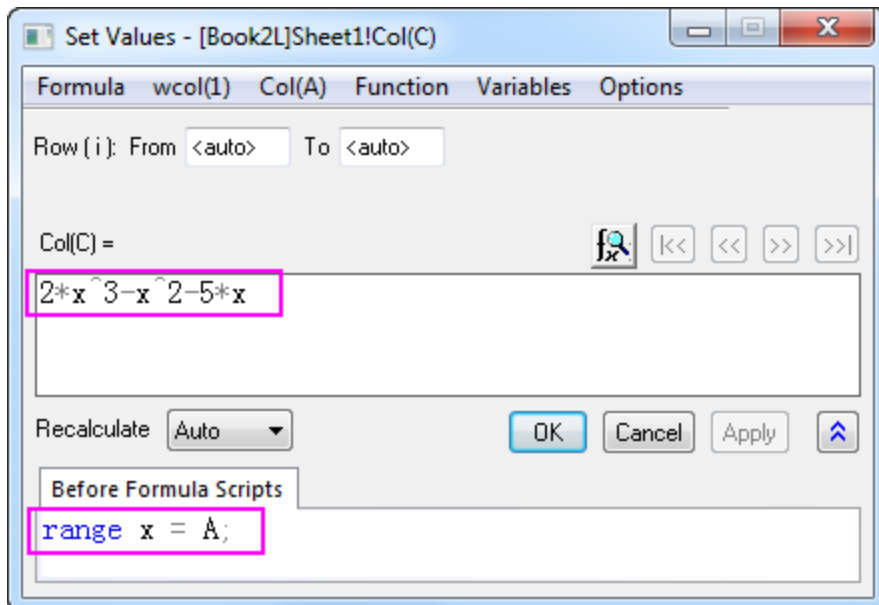 Set Values - [Book2L]Sheet1!Col(C)
Formula wcol(1) Col(A) Function Variables Options
Row (i): From <auto> To <auto>
Col(C) =
|<< << >> >>|
2*x^3-x^2-5*x
Recalculate Auto OK Cancel Apply
Before Formula Scripts
range x = A;